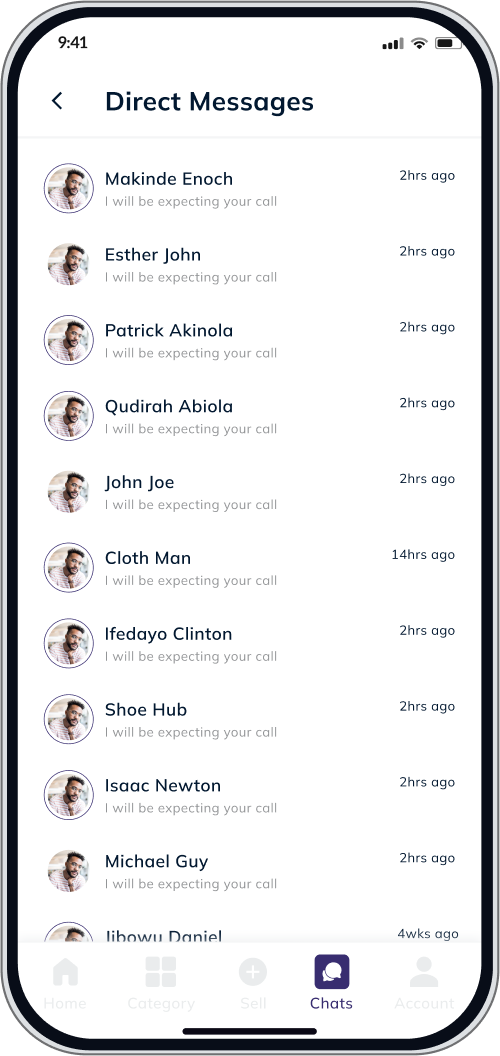 9:41
Direct Messages
Makinde Enoch
2hrs ago
I will be expecting your call
Esther John
2hrs ago
I will be expecting your call
Patrick Akinola
2hrs ago
I will be expecting your call
Qudirah Abiola
2hrs ago
I will be expecting your call
John Joe
2hrs ago
I will be expecting your call
Cloth Man
14hrs ago
I will be expecting your call
Ifedayo Clinton
2hrs ago
I will be expecting your call
Shoe Hub
2hrs ago
I will be expecting your call
Isaac Newton
2hrs ago
I will be expecting your call
Michael Guy
2hrs ago
I will be expecting your call
Jibowu Daniel
4wks ago
Home Category Sell Chats Account